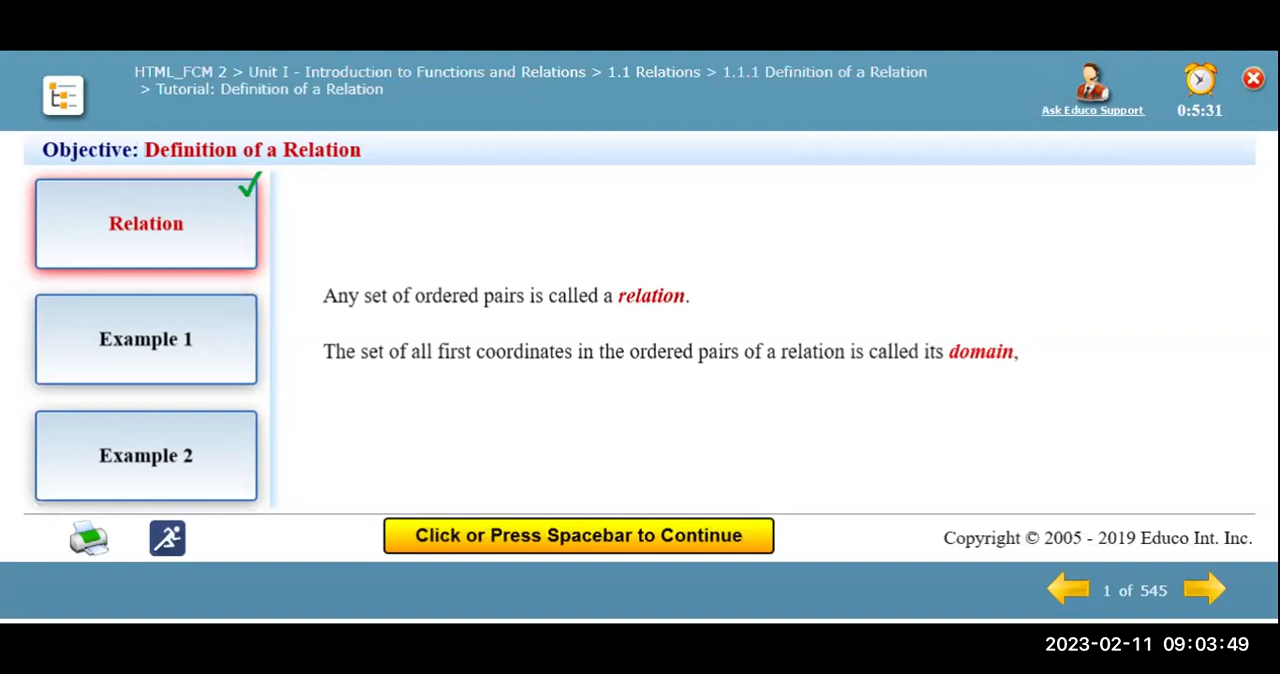 HTML_FCM 2 > Unit I - Introduction to Functions and Relations > 1.1 Relations > 1.1.1 Definition of a Relation
> Tutorial: Definition of a Relation
Ask Educo Support
0:5:31
Objective: Definition of a Relation
Relation
Any set of ordered pairs is called a relation.
Example 1
The set of all first coordinates in the ordered pairs of a relation is called its domain,
Example 2
Click or Press Spacebar to Continue
Copyright © 2005 - 2019 Educo Int. Inc.
1 of 545
2023-02-11 09:03:49